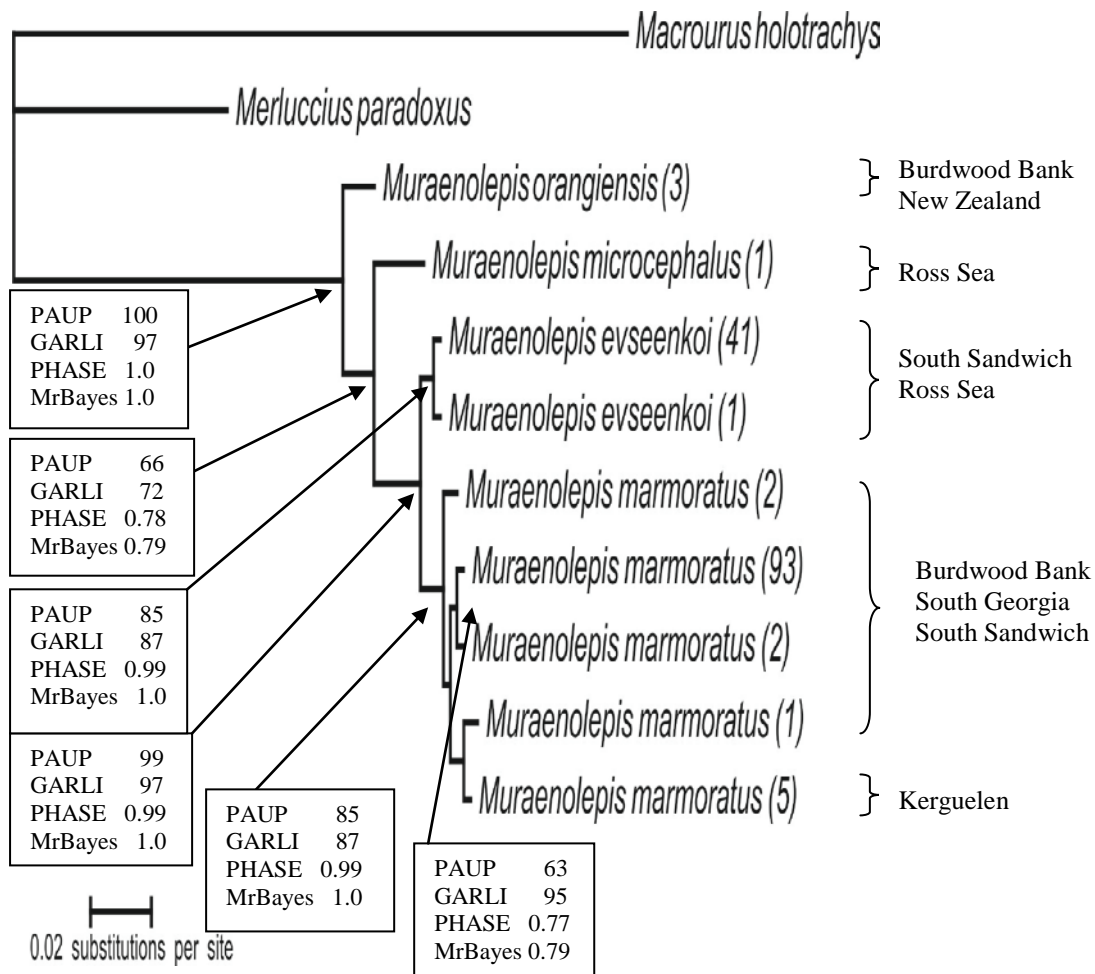 Macrourus holotrachys
Merluccius paradoxus
Muraenolepis orangiensis (3)
Burdwood Bank
New Zealand
Muraenolepis microcephalus (1)
Ross Sea
Muraenolepis evseenkoi (41)
Muraenolepis evseenkoi (1)
South Sandwich
Ross Sea
Muraenolepis marmoratus (2)
Muraenolepis marmoratus (93)
Muraenolepis marmoratus (2)
Muraenolepis marmoratus (1)
Burdwood Bank
South Georgia
South Sandwich
Muraenolepis marmoratus (5)
Kerguelen
PAUP 100
GARLI 97
PHASE 1.0
MrBayes 1.0
PAUP 66
GARLI 72
PHASE 0.78
MrBayes 0.79
PAUP 85
GARLI 87
PHASE 0.99
MrBayes 1.0
PAUP 99
GARLI 97
PHASE 0.99
MrBayes 1.0
PAUP 85
GARLI 87
PHASE 0.99
MrBayes 1.0
PAUP 63
GARLI 95
PHASE 0.77
MrBayes 0.79
0.02 substitutions per site